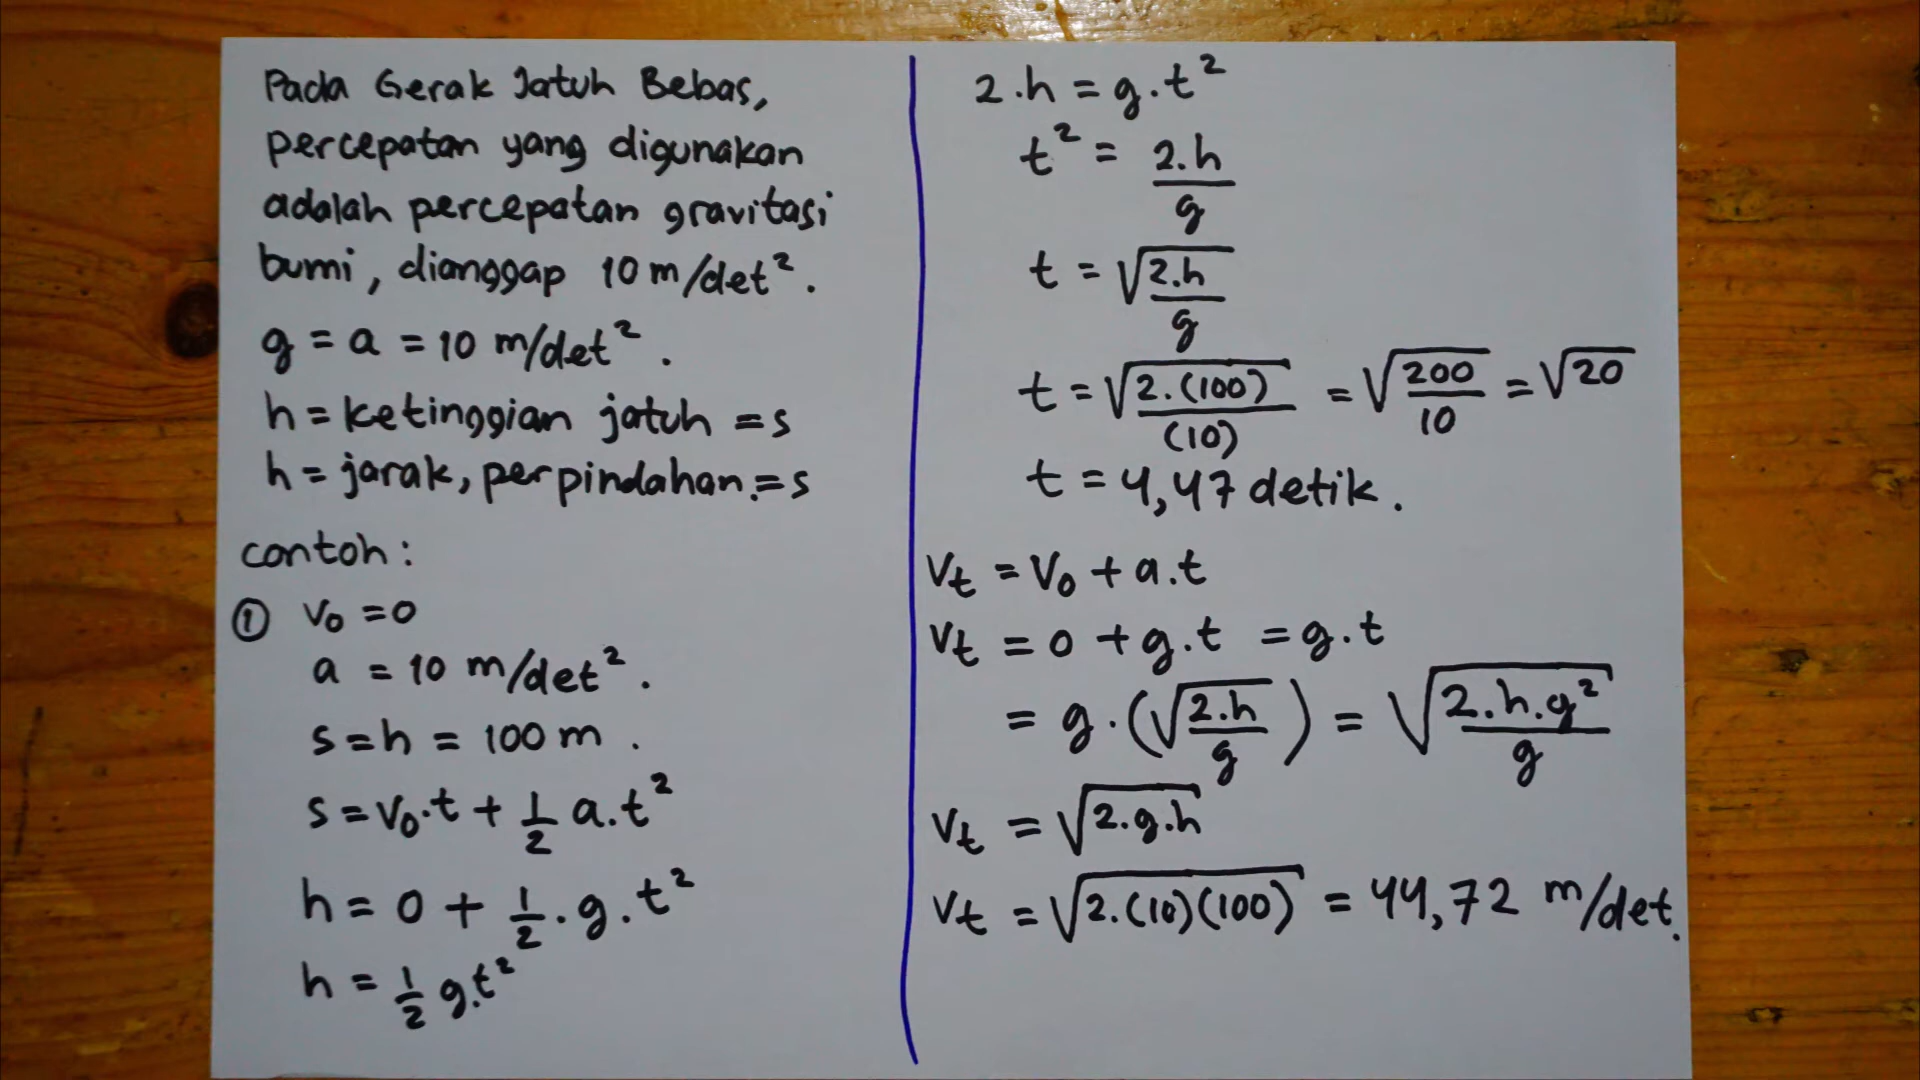 Pada Gerak Jatuh Bebas,
percepatan yang digunakan
adalah percepatan gravitasi
bumi, dianggap 10 m/det².
g = a = 10 m/det².
h = ketinggian jatuh = s
h = jarak, perpindahan. = s
contoh:
① v₀ = 0
a = 10 m/det².
s = h = 100 m.
s = v₀.t + 1/2 a.t²
h = 0 + 1/2 . g . t²
h = 1/2 g.t²
2.h = g.t²
t² = 2.h/g
t = √(2.h/g)
t = √(2.(100)/(10)) = √(200/10) = √20
t = 4,47 detik.
Vt = V₀ + a.t
Vt = 0 + g.t = g.t
= g.(√(2.h/g)) = √(2.h.g²/g)
Vt = √(2.g.h)
Vt = √(2.(10)(100)) = 44,72 m/det.